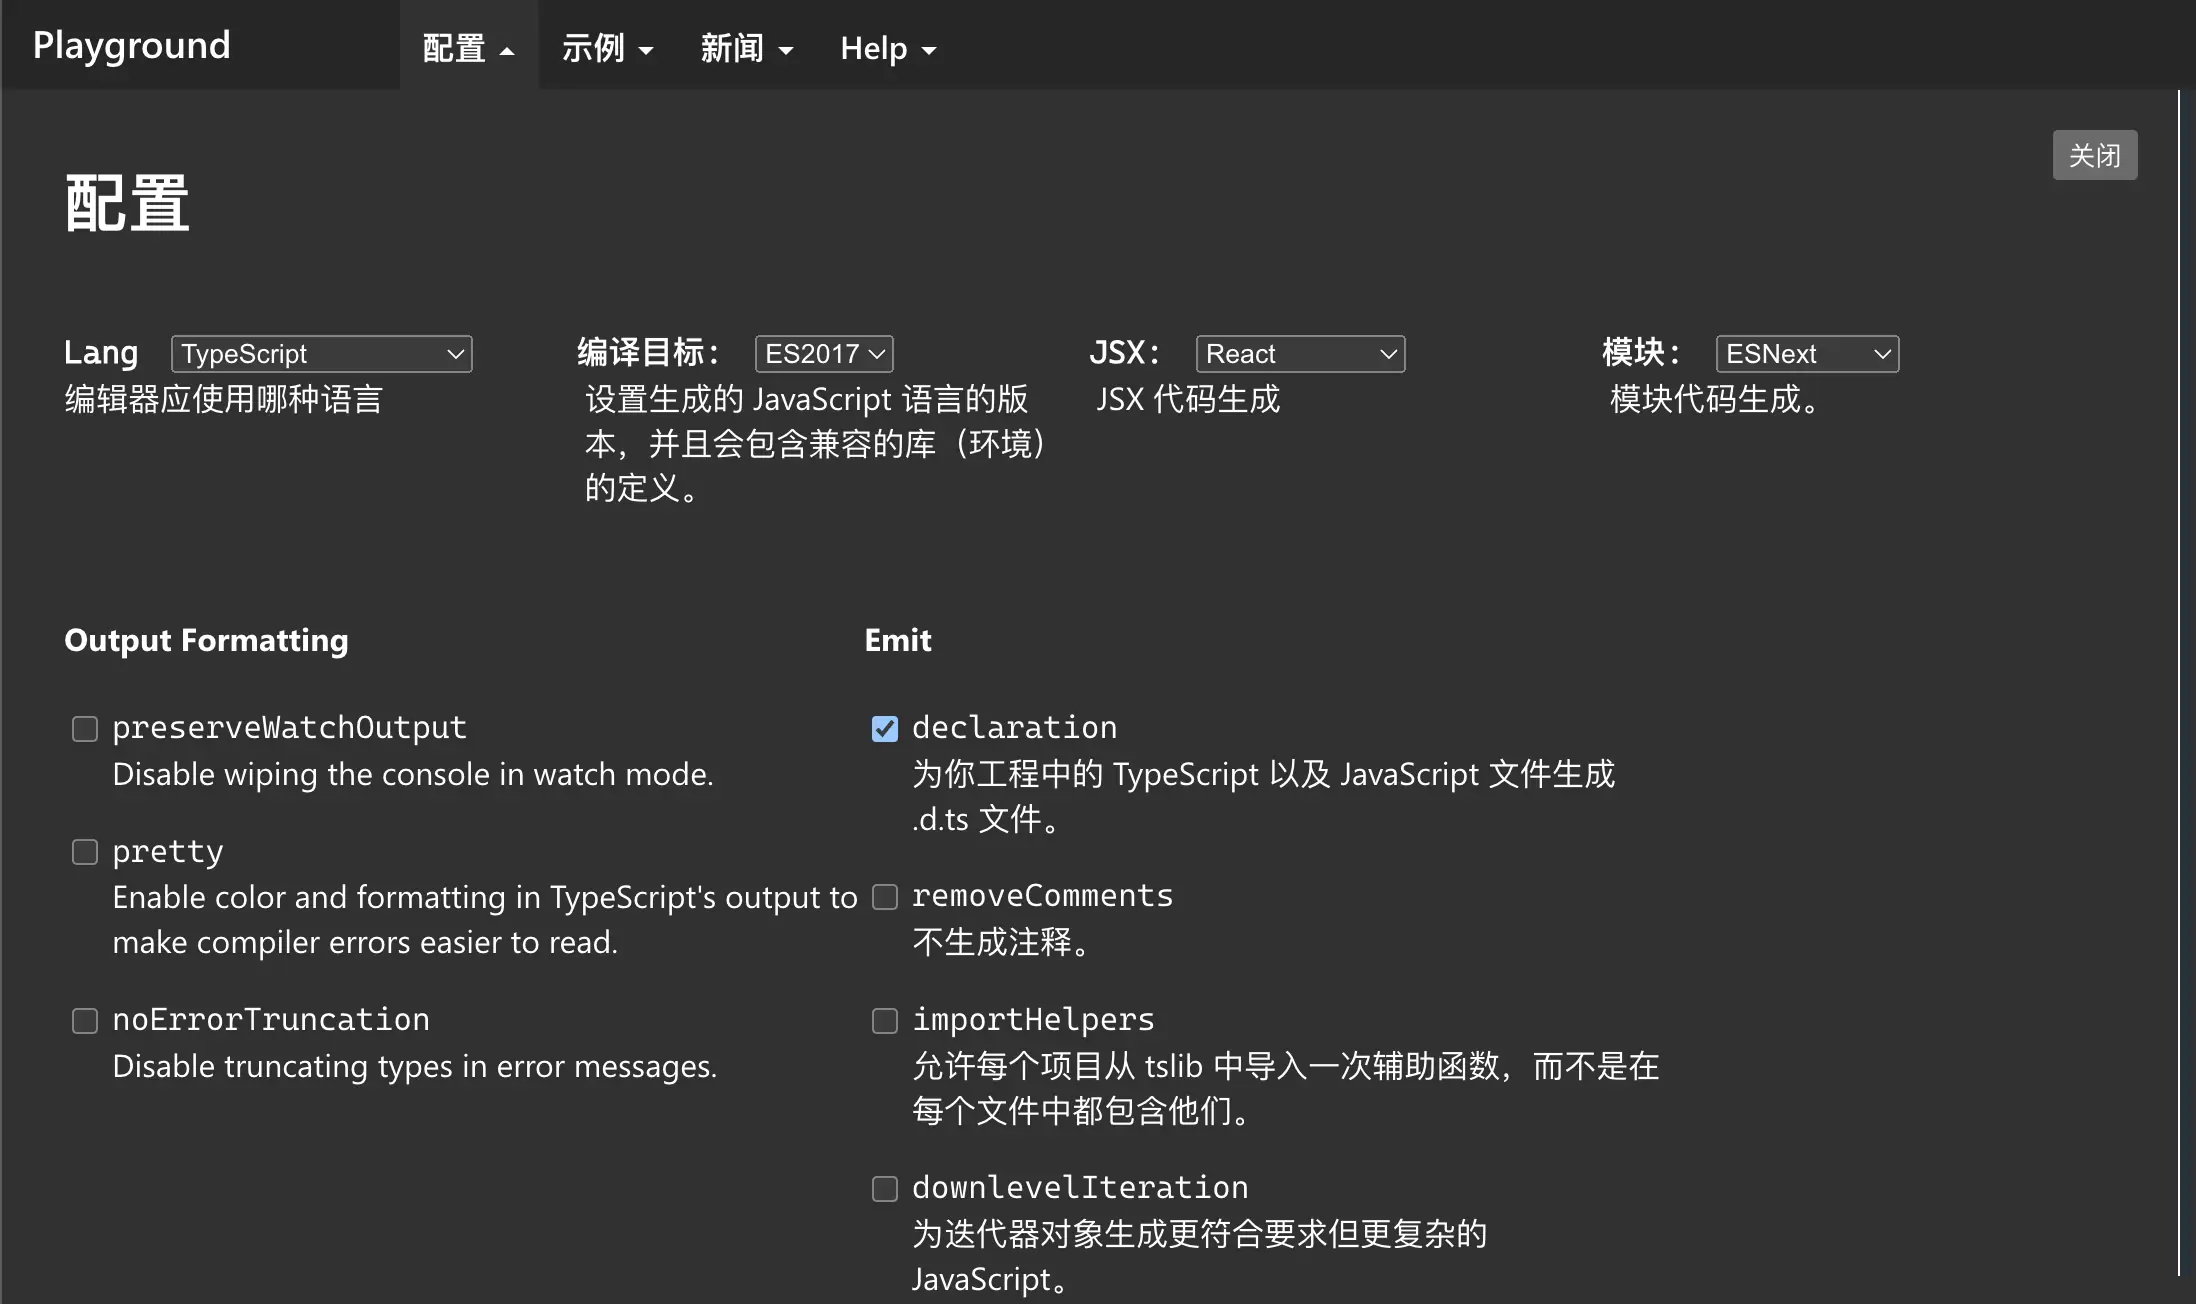 Playground
配置
示例
新闻
Help
关闭
配置
Lang
TypeScript
编辑器应使用哪种语言
编译目标：
ES2017
设置生成的 JavaScript 语言的版
本，并且会包含兼容的库（环境）
的定义。
JSX：
React
JSX 代码生成
模块：
ESNext
模块代码生成。
Output Formatting
preserveWatchOutput
Disable wiping the console in watch mode.
pretty
Enable color and formatting in TypeScript's output to
make compiler errors easier to read.
noErrorTruncation
Disable truncating types in error messages.
Emit
declaration
为你工程中的 TypeScript 以及 JavaScript 文件生成
.d.ts 文件。
removeComments
不生成注释。
importHelpers
允许每个项目从 tslib 中导入一次辅助函数，而不是在
每个文件中都包含他们。
downlevelIteration
为迭代器对象生成更符合要求但更复杂的
JavaScript。